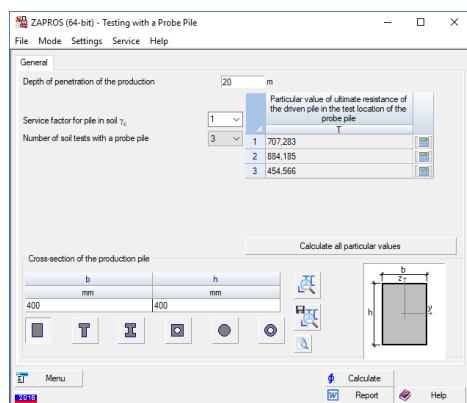 ZAPROS (64-bit) - Testing with a Probe Pile
File Mode Settings Service Help
General
Depth of penetration of the production
20
m
Service factor for pile in soil γc
1
Number of soil tests with a probe pile
3
Particular value of ultimate resistance of
the driven pile in the test location of the
probe pile
T
1 707,283
2 884,185
3 454,566
Calculate all particular values
Cross-section of the production pile
b h
mm mm
400 400
b
z
h
y
Menu
Calculate
2016
Report
Help